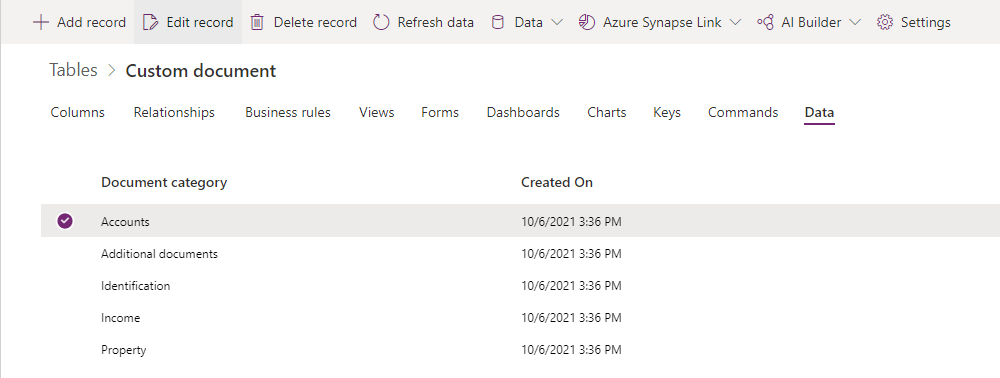 Add record Edit record Delete record Refresh data Data Azure Synapse Link AI Builder Settings
Tables > Custom document
Columns Relationships Business rules Views Forms Dashboards Charts Keys Commands Data
Document category Created On
Accounts 10/6/2021 3:36 PM
Additional documents 10/6/2021 3:36 PM
Identification 10/6/2021 3:36 PM
Income 10/6/2021 3:36 PM
Property 10/6/2021 3:36 PM